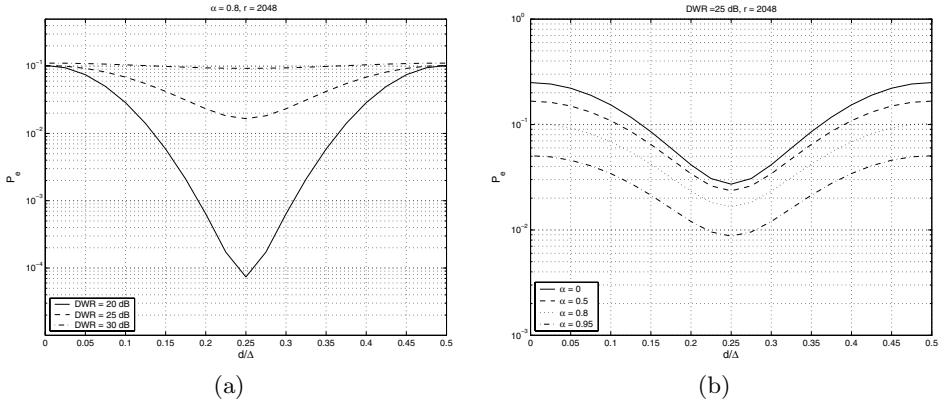 α = 0.8, r = 2048
10⁻¹
10⁻²
10⁻³
10⁻⁴
Pₑ
DWR = 20 dB
DWR = 25 dB
DWR = 30 dB
0 0.05 0.1 0.15 0.2 0.25 0.3 0.35 0.4 0.45 0.5
d/Δ
(a)
DWR =25 dB, r = 2048
10⁰
10⁻¹
10⁻²
10⁻³
Pₑ
α = 0
α = 0.5
α = 0.8
α = 0.95
0 0.05 0.1 0.15 0.2 0.25 0.3 0.35 0.4 0.45 0.5
d/Δ
(b)